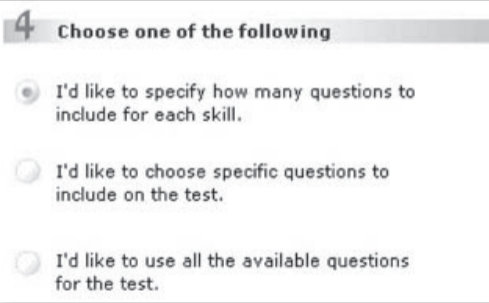 4 Choose one of the following
I'd like to specify how many questions to
include for each skill.
I'd like to choose specific questions to
include on the test.
I'd like to use all the available questions
for the test.